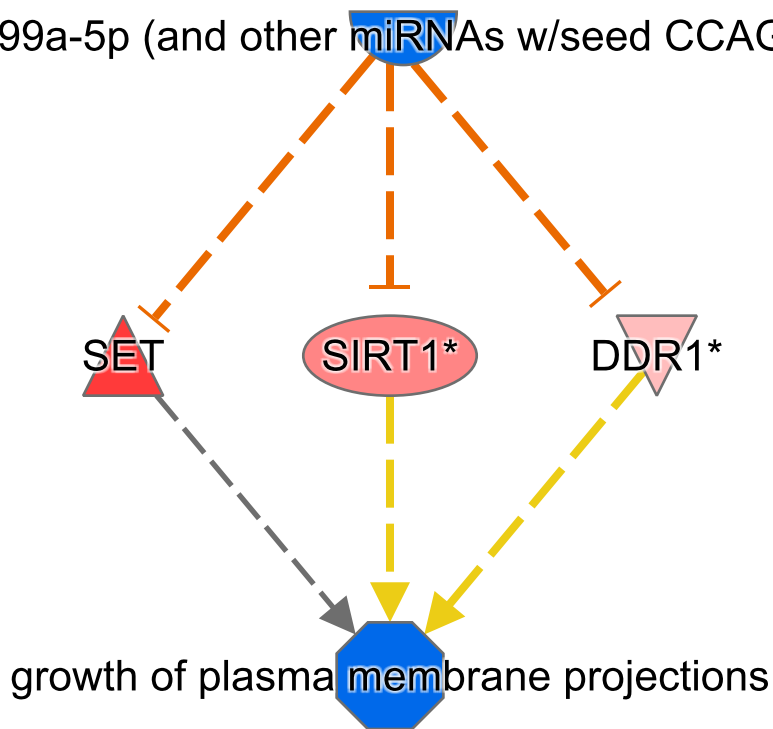 99a-5p (and other miRNAs w/seed CCAG
SET
SIRT1*
DDR1*
growth of plasma membrane projections